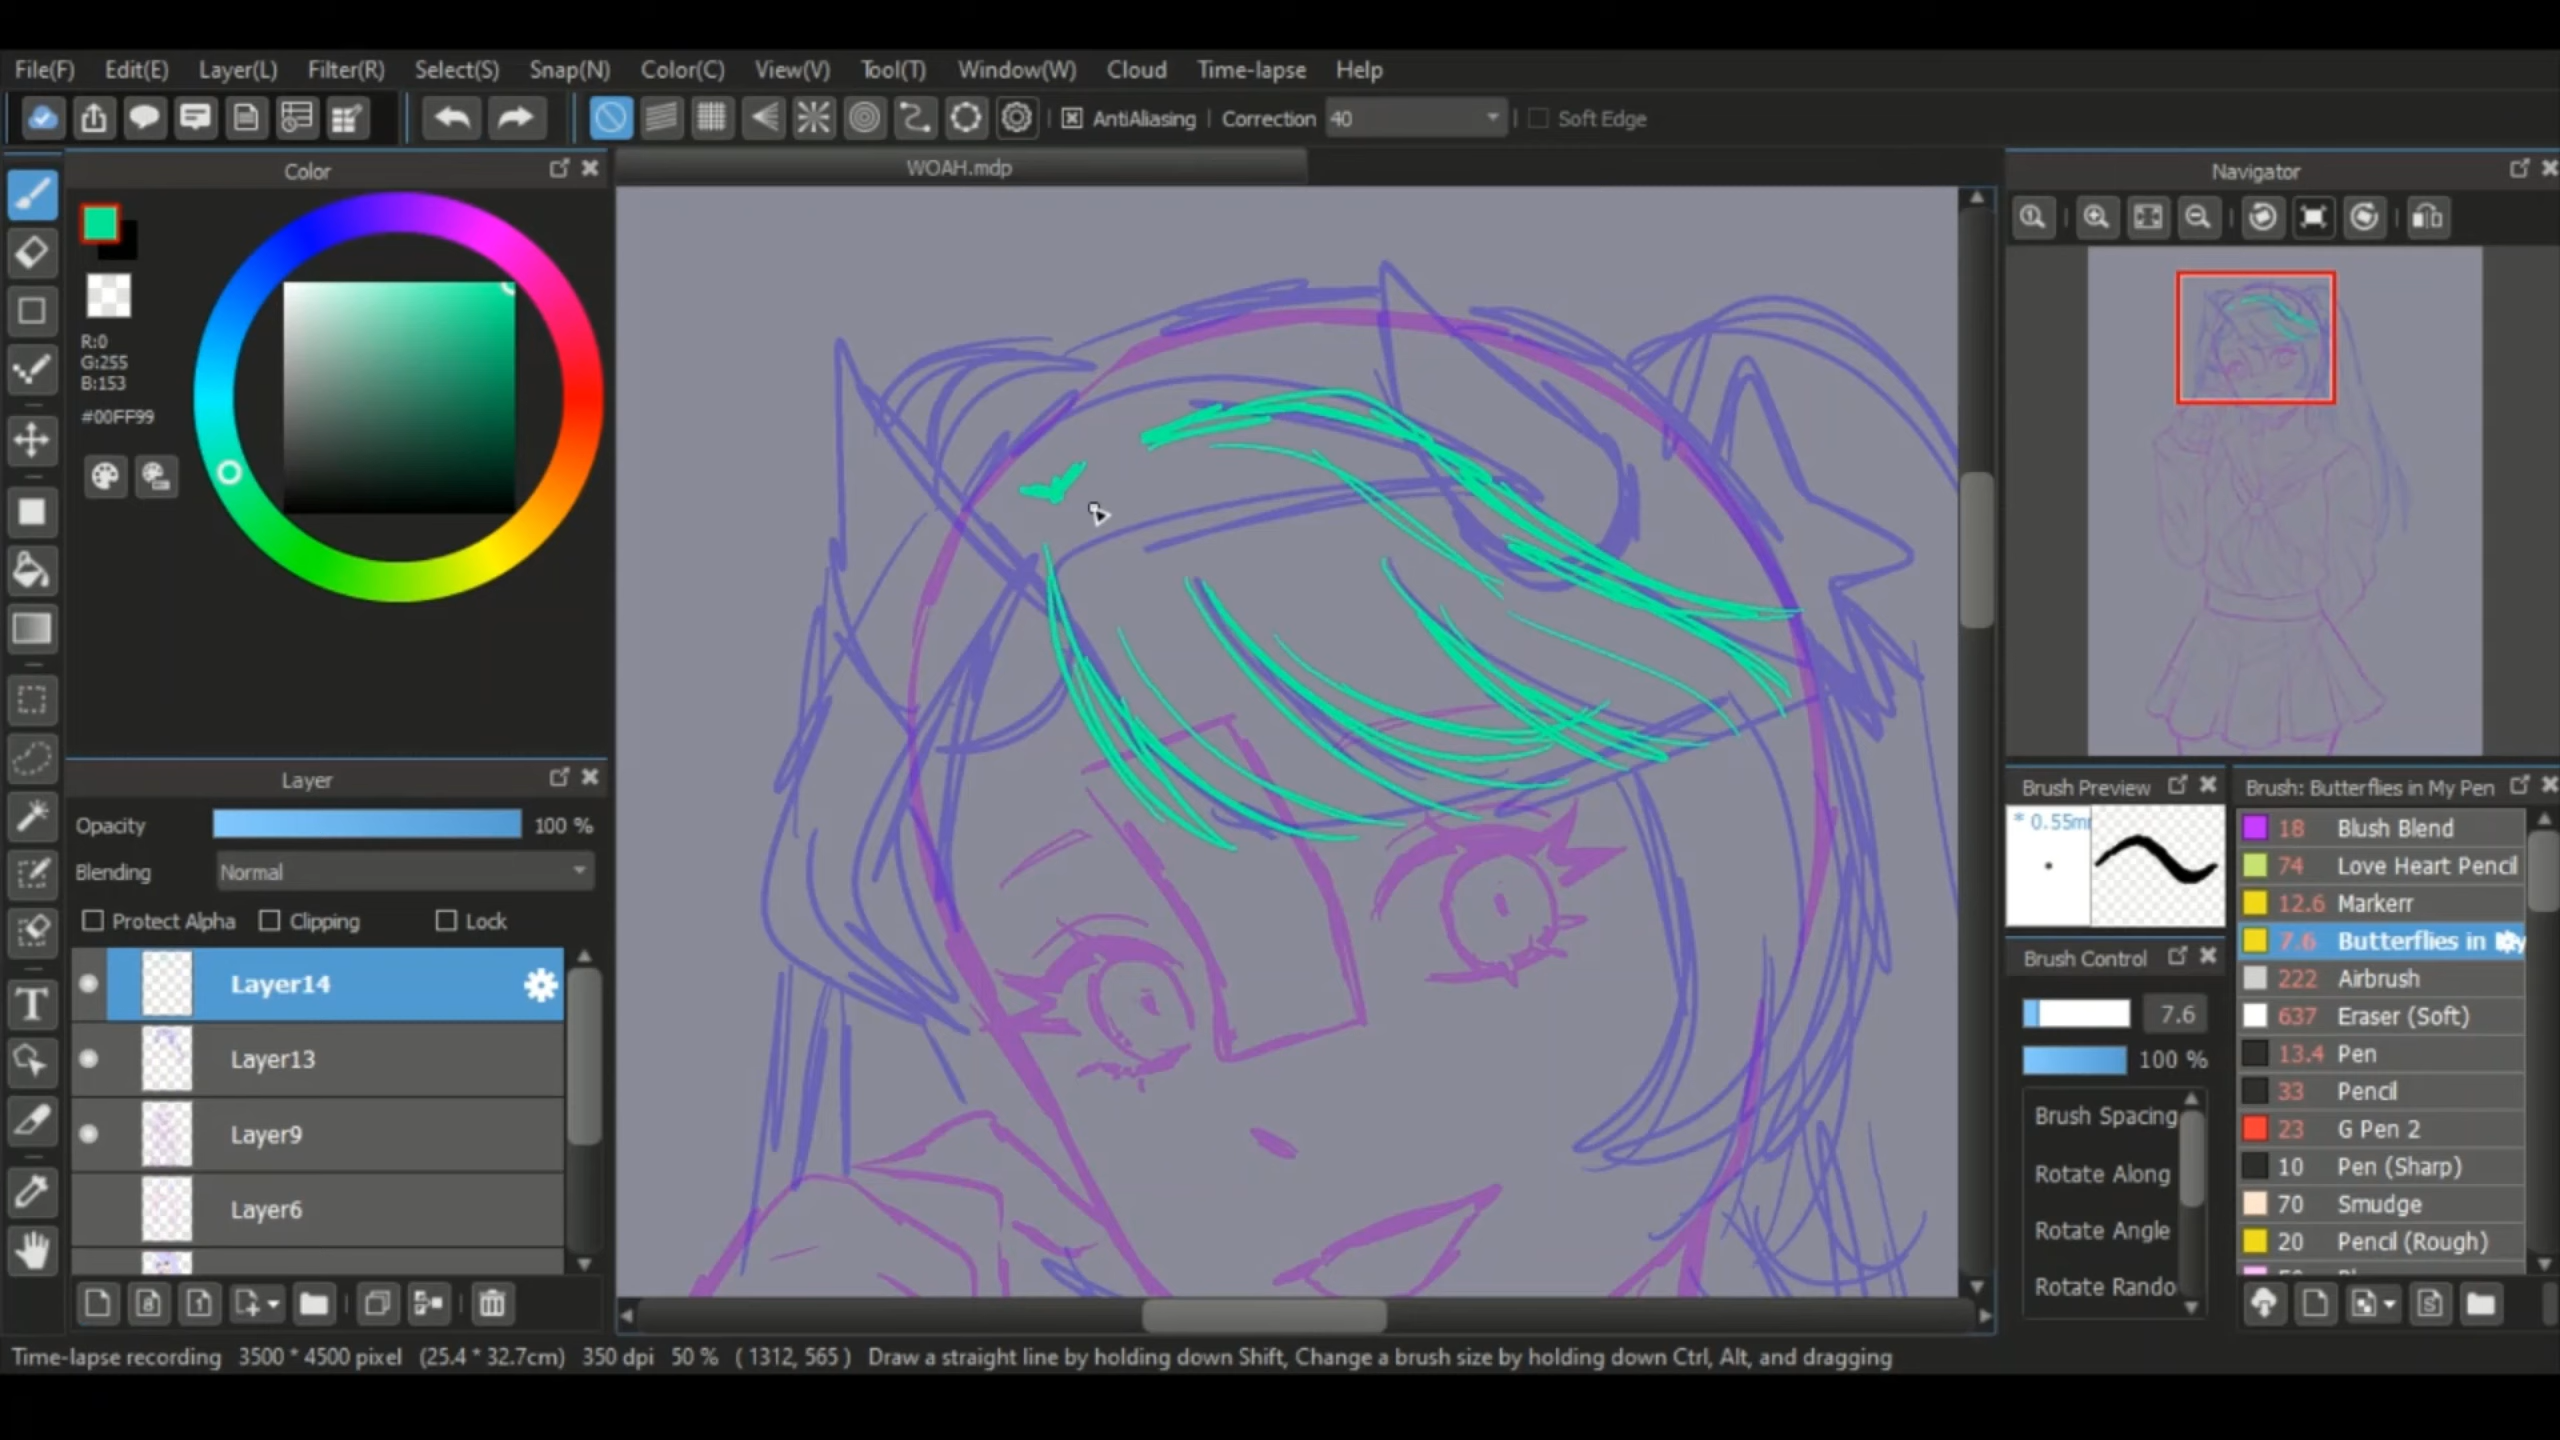 File(F) Edit(E) Layer(L) Filter(R) Select(S) Snap(N) Color(C) View(V) Tool(T) Window(W) Cloud Time-lapse Help
AntiAliasing Correction 40 Soft Edge
Color
WOAH.mdp
Navigator
R:0
G:255
B:153
#00FF99
Layer
Opacity 100 %
Blending Normal
Protect Alpha Clipping Lock
Layer14
Layer13
Layer9
Layer6
Brush Preview
* 0.55m
Brush Control
7.6
100 %
Brush Spacing
Rotate Along
Rotate Angle
Rotate Rando
Brush: Butterflies in My Pen
18 Blush Blend
74 Love Heart Pencil
12.6 Markerr
7.6 Butterflies in
222 Airbrush
637 Eraser (Soft)
13.4 Pen
33 Pencil
23 G Pen 2
10 Pen (Sharp)
70 Smudge
20 Pencil (Rough)
Time-lapse recording 3500 * 4500 pixel (25.4 * 32.7cm) 350 dpi 50 % ( 1312, 565 ) Draw a straight line by holding down Shift, Change a brush size by holding down Ctrl, Alt, and dragging